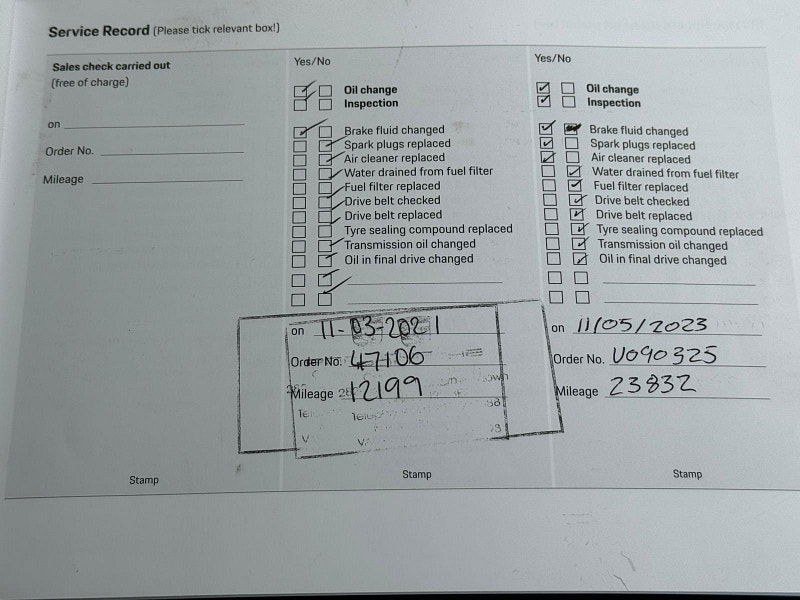 Service Record (Please tick relevant box!)
Sales check carried out
(free of charge)
on
Order No.
Mileage
Stamp
Yes/No
Oil change
Inspection
Brake fluid changed
Spark plugs replaced
Air cleaner replaced
Water drained from fuel filter
Fuel filter replaced
Drive belt checked
Drive belt replaced
Tyre sealing compound replaced
Transmission oil changed
Oil in final drive changed
on 11-03-2021
Order No. 47106
Mileage 12199
Stamp
Yes/No
Oil change
Inspection
Brake fluid changed
Spark plugs replaced
Air cleaner replaced
Water drained from fuel filter
Fuel filter replaced
Drive belt checked
Drive belt replaced
Tyre sealing compound replaced
Transmission oil changed
Oil in final drive changed
on 11/05/2023
Order No. U090325
Mileage 23832
Stamp